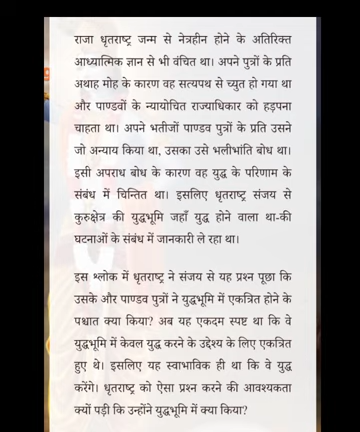 राजा धृतराष्ट्र जन्म से नेत्रहीन होने के अतिरिक्त
आध्यात्मिक ज्ञान से भी वंचित था। अपने पुत्रों के प्रति
अथाह मोह के कारण वह सत्यपथ से च्युत हो गया था
और पाण्डवों के न्यायोचित राज्याधिकार को हड़पना
चाहता था। अपने भतीजों पाण्डव पुत्रों के प्रति उसने
जो अन्याय किया था, उसका उसे भलीभांति बोध था।
इसी अपराध बोध के कारण वह युद्ध के परिणाम के
संबंध में चिन्तित था। इसलिए धृतराष्ट्र संजय से
कुरुक्षेत्र की युद्धभूमि जहाँ युद्ध होने वाला था-की
घटनाओं के संबंध में जानकारी ले रहा था।
इस श्लोक में धृतराष्ट्र ने संजय से यह प्रश्न पूछा कि
उसके और पाण्डव पुत्रों ने युद्धभूमि में एकत्रित होने के
पश्चात क्या किया? अब यह एकदम स्पष्ट था कि वे
युद्धभूमि में केवल युद्ध करने के उद्देश्य के लिए एकत्रित
हुए थे। इसलिए यह स्वाभाविक ही था कि वे युद्ध
करेंगे। धृतराष्ट्र को ऐसा प्रश्न करने की आवश्यकता
क्यों पड़ी कि उन्होंने युद्धभूमि में क्या किया?